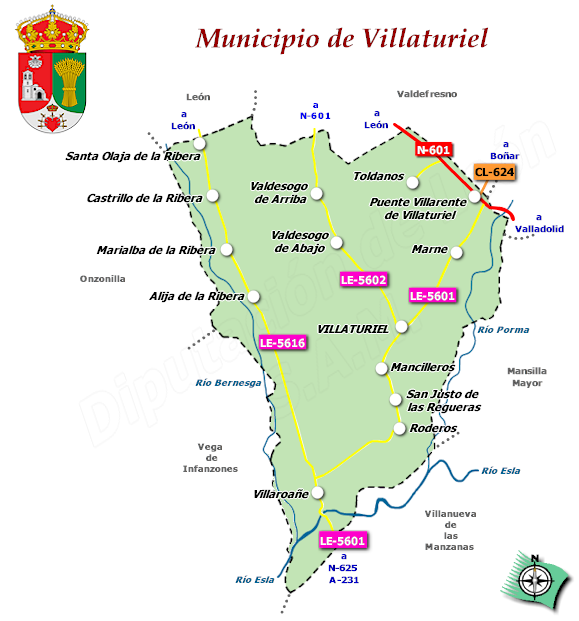 Municipio de Villaturiel
León
Valdefresno
a
León
a
N-601
a
León
a
Boñar
N-601
CL-624
Santa Olaja de la Ribera
Toldanos
Castrillo de la Ribera
Valdesogo
de Arriba
Puente Villarente
de Villaturiel
a
Valladolid
Valdesogo
de Abajo
Marialba de la Ribera
Marne
Onzonilla
LE-5602
Alija de la Ribera
LE-5601
VILLATURIEL
Río Porma
LE-5616
Mancilleros
Mansilla
Mayor
Río Bernesga
San Justo de
las Regueras
Roderos
Vega
de
Infanzones
Río Esla
Villaroañe
Villanueva
de
las
Manzanas
LE-5601
a
N-625
A-231
Río Esla
N